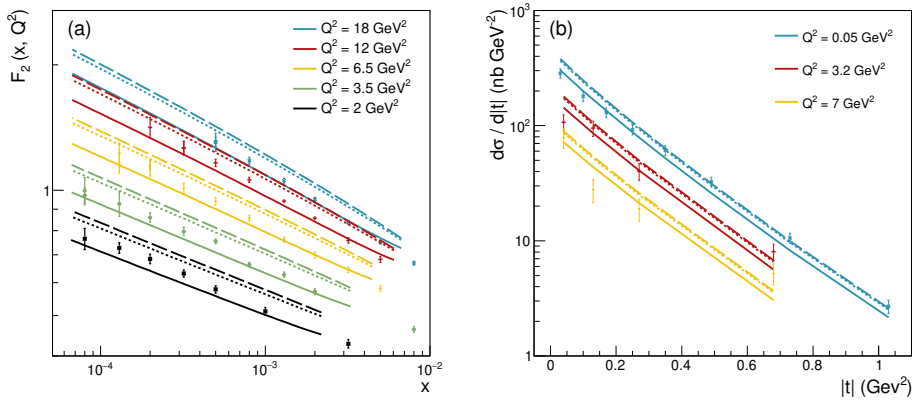 (a)
Q² = 18 GeV²
Q² = 12 GeV²
Q² = 6.5 GeV²
Q² = 3.5 GeV²
Q² = 2 GeV²
F₂ (x, Q²)
1
10⁻⁴
10⁻³
10⁻²
x
(b)
Q² = 0.05 GeV²
Q² = 3.2 GeV²
Q² = 7 GeV²
dσ / d|t| (nb GeV⁻²)
10³
10²
10
1
0
0.2
0.4
0.6
0.8
1
|t| (Gev²)